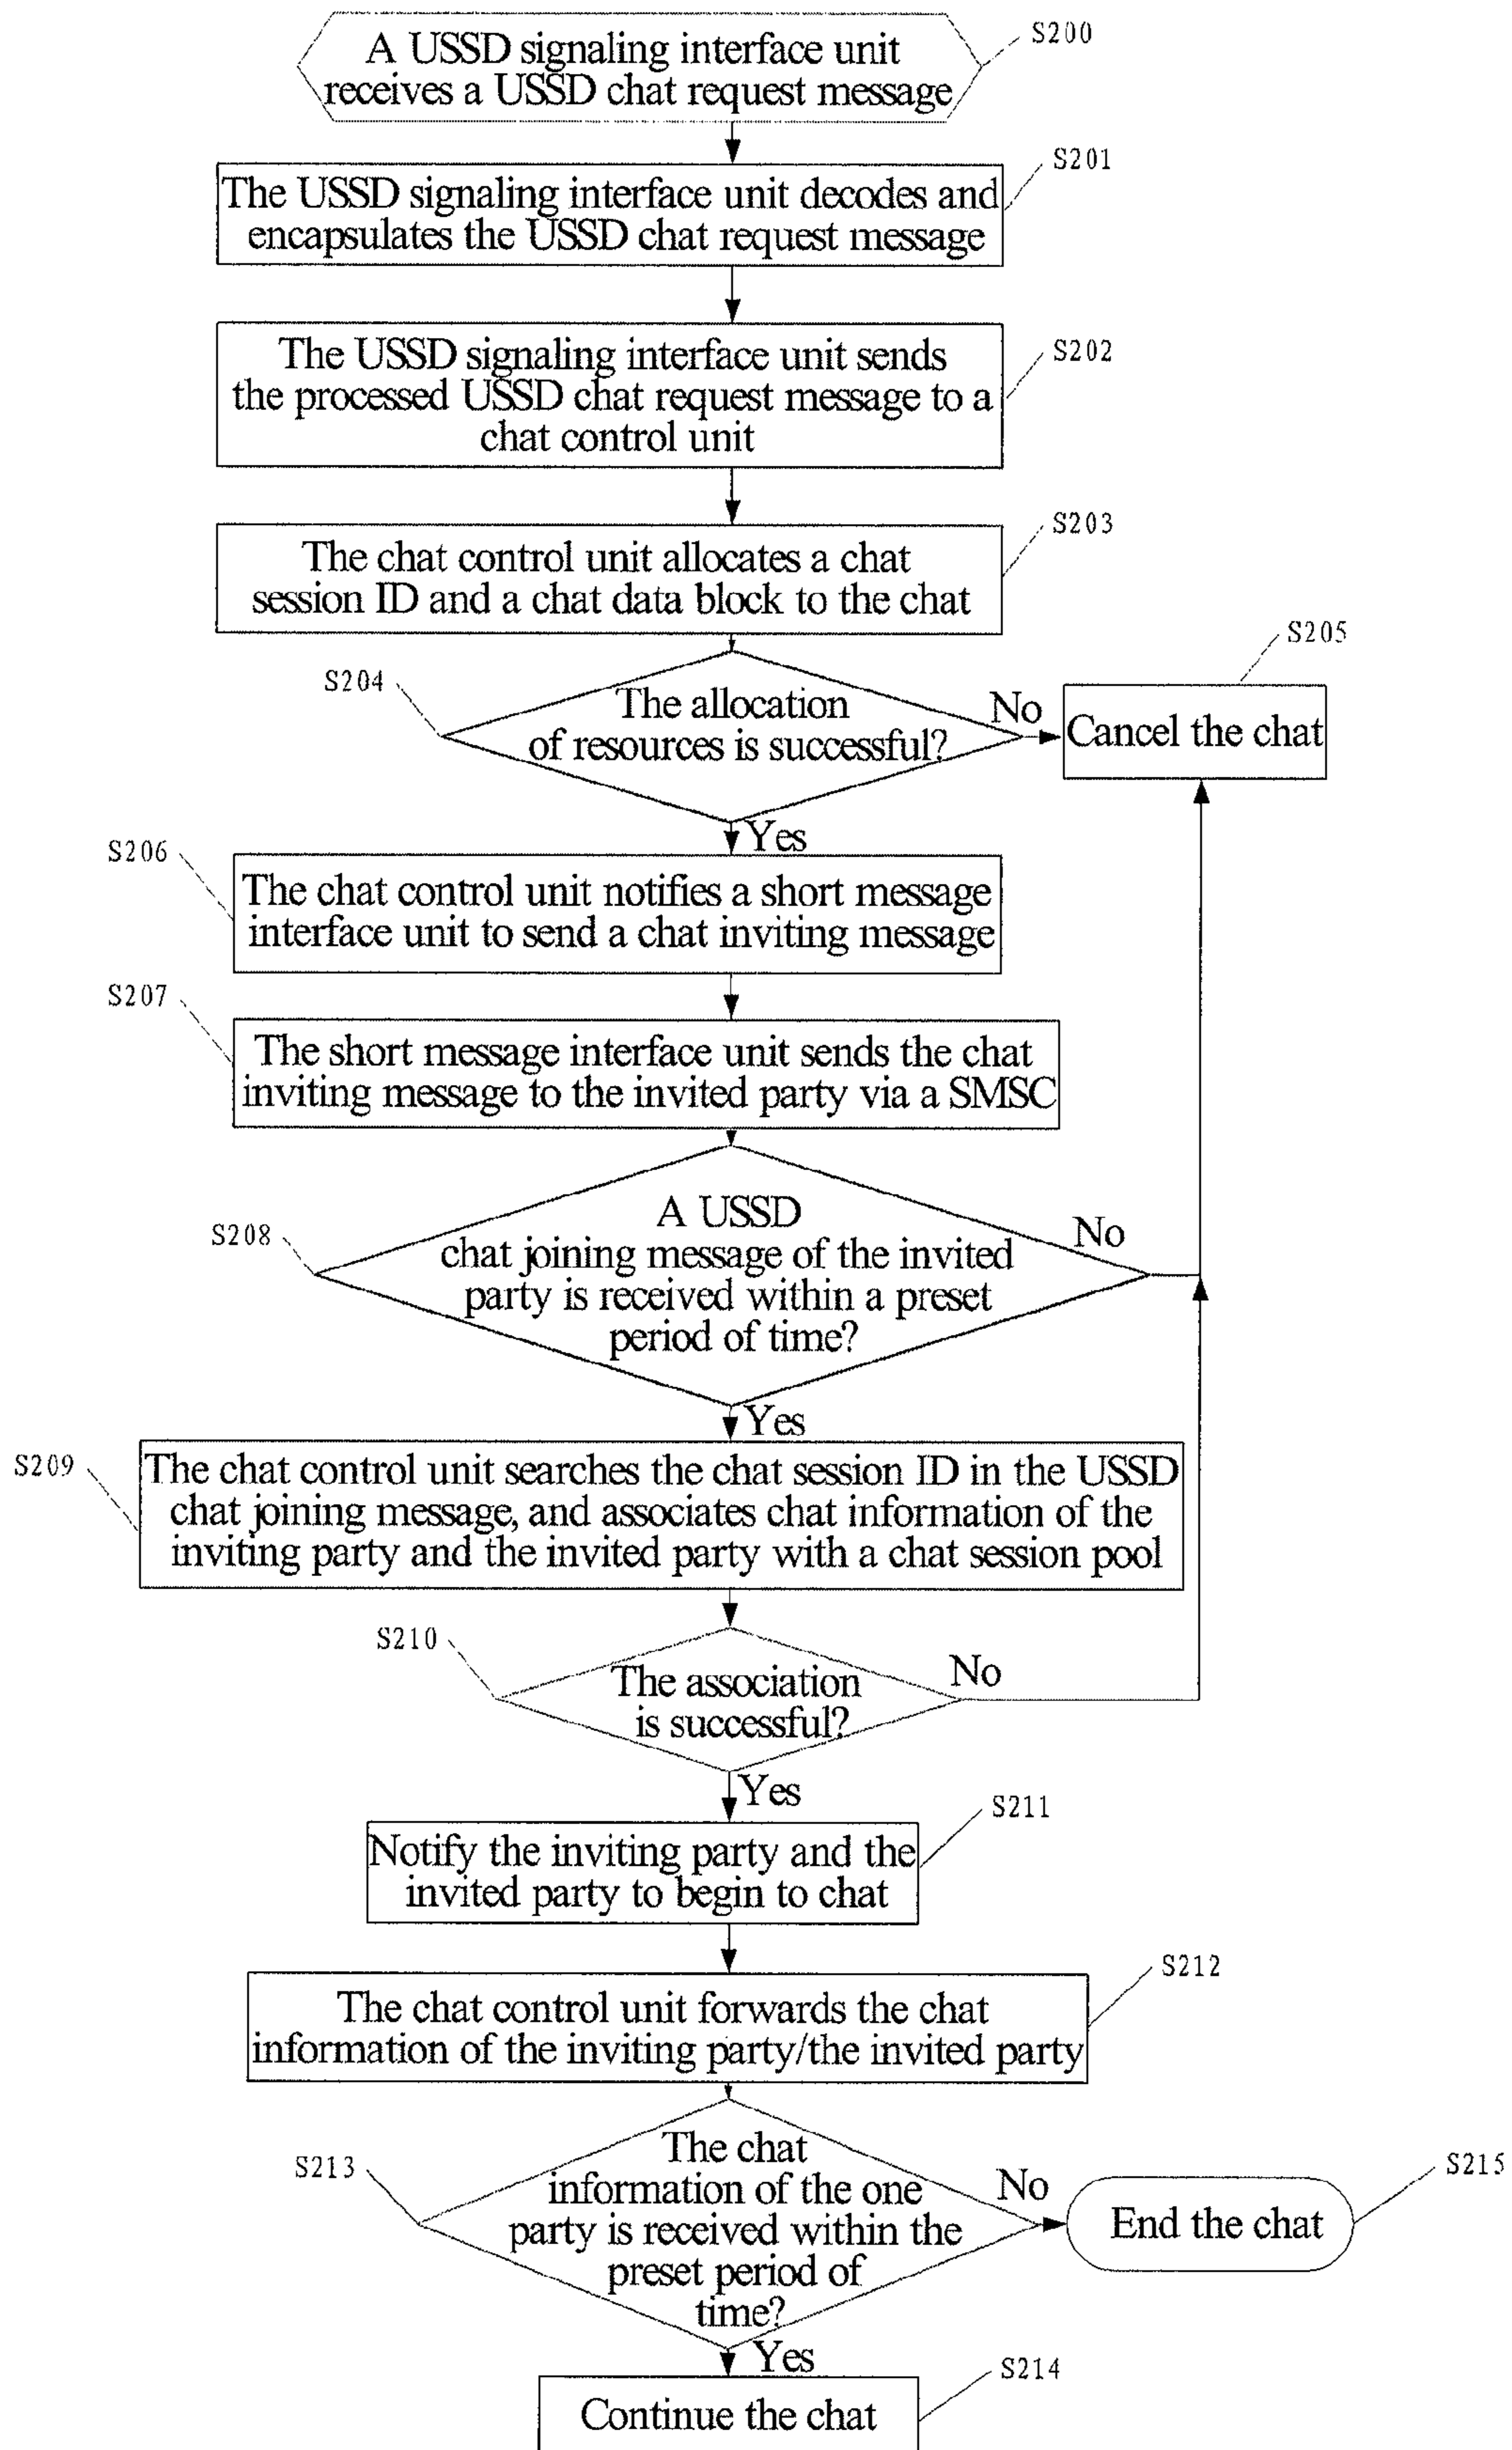 A USSD signaling interface unit
receives a USSD chat request message
S200
S201
The USSD signaling interface unit decodes and
encapsulates the USSD chat request message
S202
The USSD signaling interface unit sends
the processed USSD chat request message to a
chat control unit
S203
The chat control unit allocates a chat
session ID and a chat data block to the chat
S204
The allocation
of resources is successful?
No
S205
Cancel the chat
Yes
S206
The chat control unit notifies a short message
interface unit to send a chat inviting message
S207
The short message interface unit sends the chat
inviting message to the invited party via a SMSC
S208
A USSD
chat joining message of the invited
party is received within a preset
period of time?
No
Yes
S209
The chat control unit searches the chat session ID in the USSD
chat joining message, and associates chat information of the
inviting party and the invited party with a chat session pool
S210
The association
is successful?
No
Yes
S211
Notify the inviting party and the
invited party to begin to chat
S212
The chat control unit forwards the chat
information of the inviting party/the invited party
S213
The chat
information of the one
party is received within the
preset period of
time?
No
S215
End the chat
Yes
S214
Continue the chat